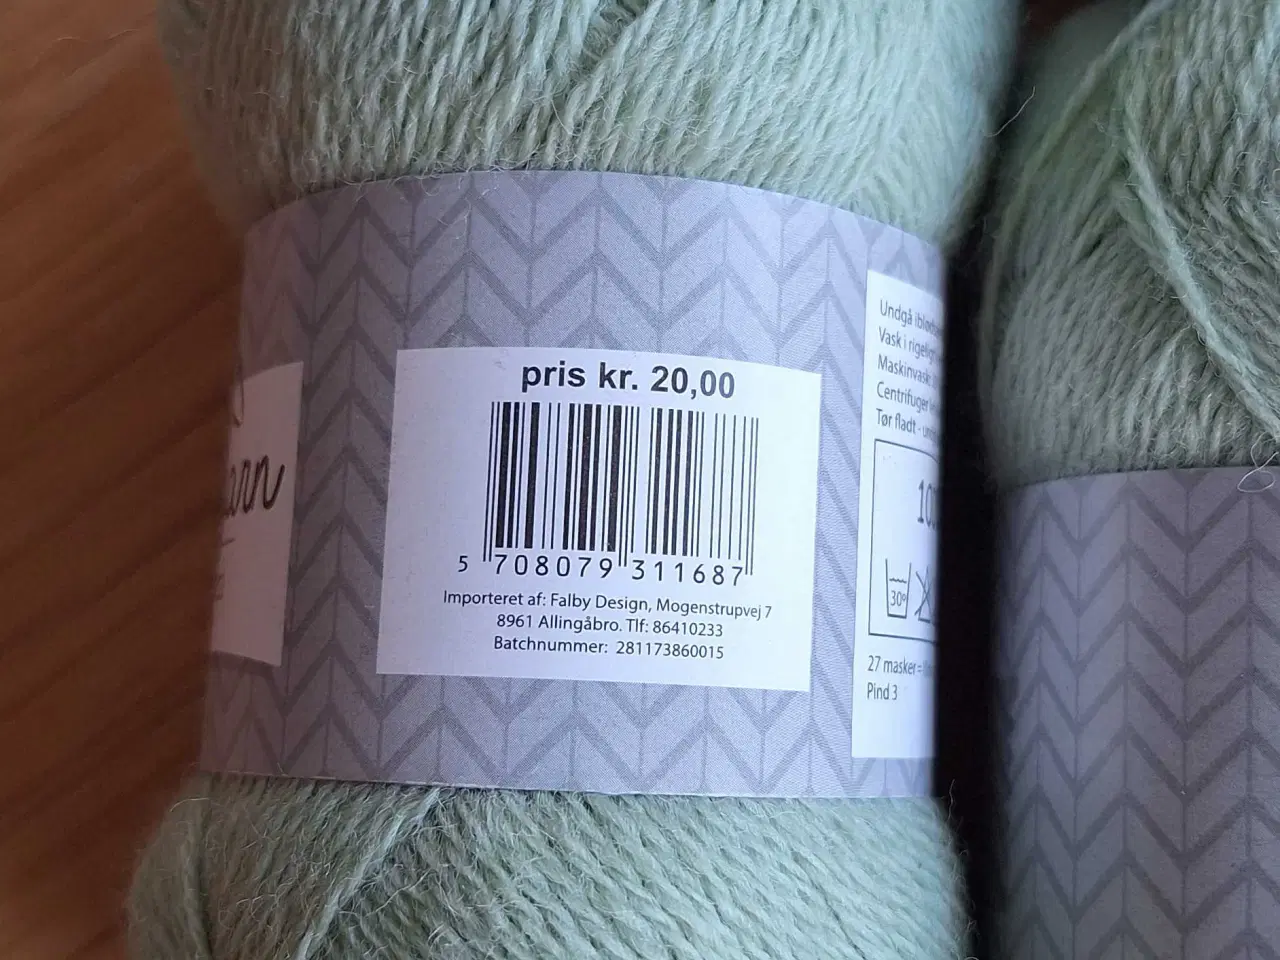 pris kr. 20,00
5 708079 311687
Importeret af: Falby Design, Mogenstrupvej 7
8961 Allingåbro. Tlf: 86410233
Batchnummer: 281173860015
Undgå
Vask i
Centrifuger
Tør fladt -
30°
27 masker =
Pind 3